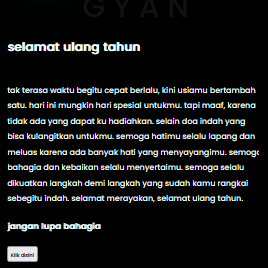 GYAN
selamat ulang tahun
tak terasa waktu begitu cepat berlalu, kini usiamu bertambah
satu. hari ini mungkin hari spesial untukmu. tapi maaf, karena
tidak ada yang dapat ku hadiahkan. selain doa indah yang
bisa kulangitkan untukmu. semoga hatimu selalu lapang dan
meluas karena ada banyak hati yang menyayangimu. semoga
bahagia dan kebaikan selalu menyertaimu. semoga selalu
dikuatkan langkah demi langkah yang sudah kamu rangkai
sebegitu indah. selamat merayakan, selamat ulang tahun.
jangan lupa bahagia
Klik disini